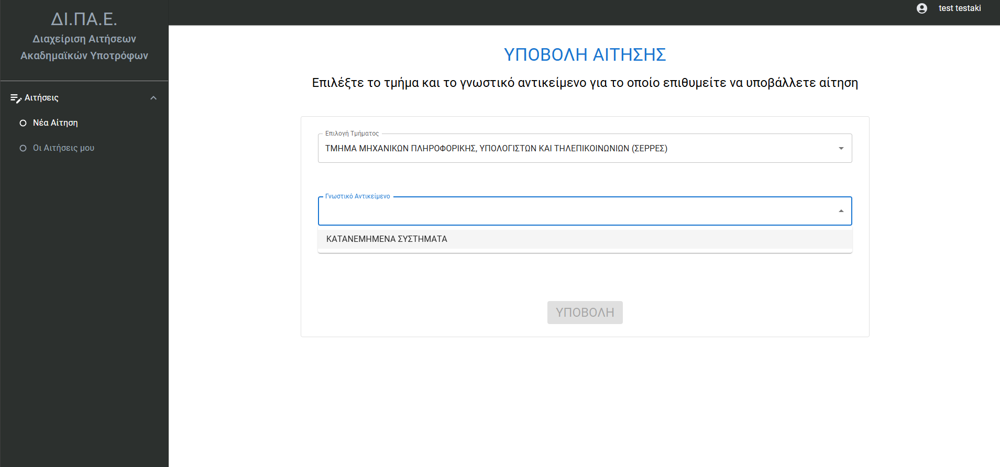 ΔΙ.ΠΑ.Ε.
Διαχείριση Αιτήσεων
Ακαδημαϊκών Υποτρόφων
Αιτήσεις
Νέα Αίτηση
Οι Αιτήσεις μου
test testaki
ΥΠΟΒΟΛΗ ΑΙΤΗΣΗΣ
Επιλέξτε το τμήμα και το γνωστικό αντικείμενο για το οποίο επιθυμείτε να υποβάλλετε αίτηση
Επιλογή Τμήματος
ΤΜΗΜΑ ΜΗΧΑΝΙΚΩΝ ΠΛΗΡΟΦΟΡΙΚΗΣ, ΥΠΟΛΟΓΙΣΤΩΝ ΚΑΙ ΤΗΛΕΠΙΚΟΙΝΩΝΙΩΝ (ΣΕΡΡΕΣ)
Γνωστικό Αντικείμενο
ΚΑΤΑΝΕΜΗΜΕΝΑ ΣΥΣΤΗΜΑΤΑ
ΥΠΟΒΟΛΗ